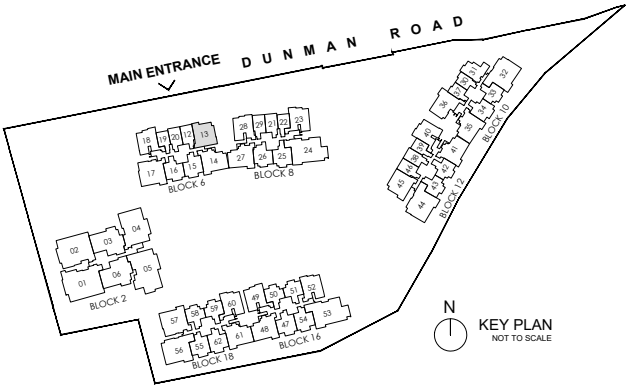 DUNMAN ROAD
MAIN ENTRANCE
18 19 20 12 13
28 29 21 22 23
17 16 15 14
27 26 25 24
BLOCK 6
BLOCK 8
31 32
30
37 33
36 34
35
BLOCK 10
40
39 41
38
46 42
45 43
44
BLOCK 12
02 03 04
01 06 05
BLOCK 2
57 58 59 60
49 50 51 52
56 55 62 61
48 47 54 53
BLOCK 18
BLOCK 16
N
KEY PLAN
NOT TO SCALE